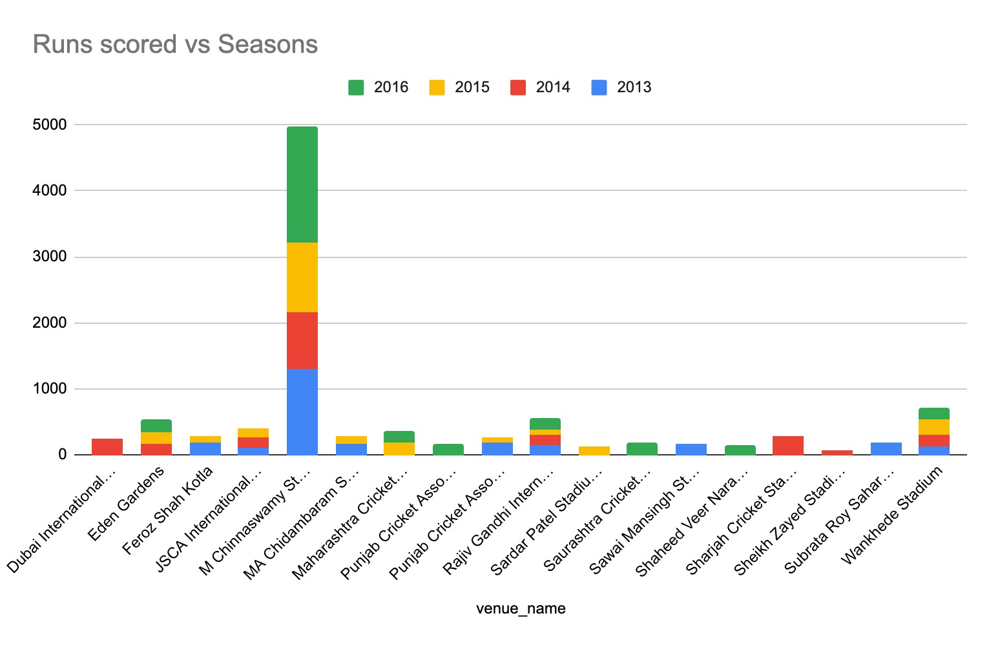 Runs scored vs Seasons
2016 2015 2014 2013
5000
4000
3000
2000
1000
0
Dubai International…
Eden Gardens
Feroz Shah Kotla
JSCA International…
M Chinnaswamy St…
MA Chidambaram S…
Maharashtra Cricket…
Punjab Cricket Asso…
Punjab Cricket Asso…
Rajiv Gandhi Intern…
Sardar Patel Stadiu…
Saurashtra Cricket…
Sawai Mansingh St…
Shaheed Veer Nara…
Sharjah Cricket Sta…
Sheikh Zayed Stadi…
Subrata Roy Sahar…
Wankhede Stadium
venue_name